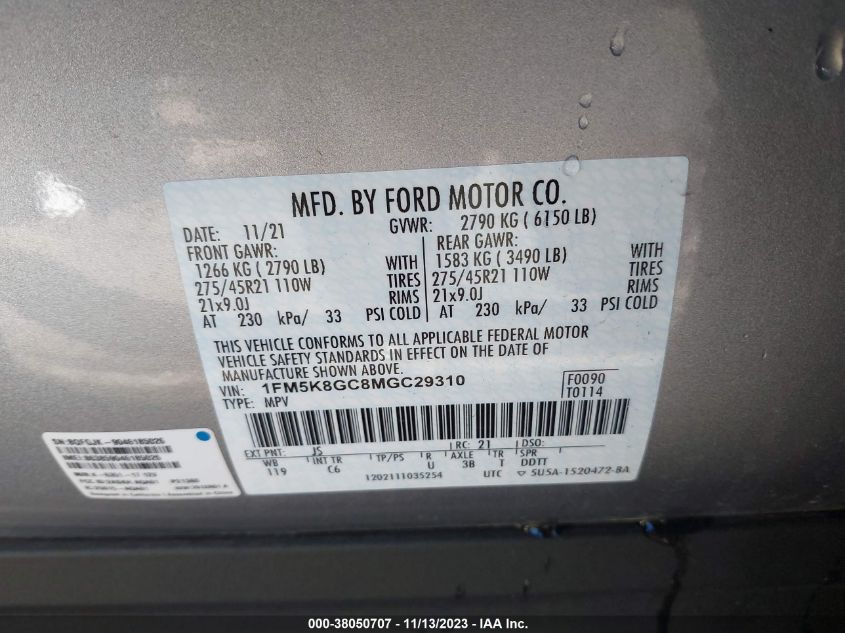 MFD. BY FORD MOTOR CO.
DATE: 11/21 GVWR: 2790 KG ( 6150 LB)
FRONT GAWR: REAR GAWR:
1266 KG ( 2790 LB) WITH 1583 KG ( 3490 LB) WITH
275/45R21 110W TIRES 275/45R21 110W TIRES
21x9.0J RIMS 21x9.0J RIMS
AT 230 kPa/ 33 PSI COLD AT 230 kPa/ 33 PSI COLD
THIS VEHICLE CONFORMS TO ALL APPLICABLE FEDERAL MOTOR
VEHICLE SAFETY STANDARDS IN EFFECT ON THE DATE OF
MANUFACTURE SHOWN ABOVE.
VIN: 1FM5K8GC8MGC29310 F0090
TYPE: MPV T0114
EXT PNT: JS RC: 21 DSO:
WB INT TR TP/PS R AXLE TR SPR
119 C6 U 3B T DDTT
1202111035254 UTC 5U5A-1520472-BA
000-38050707 - 11/13/2023 - IAA Inc.